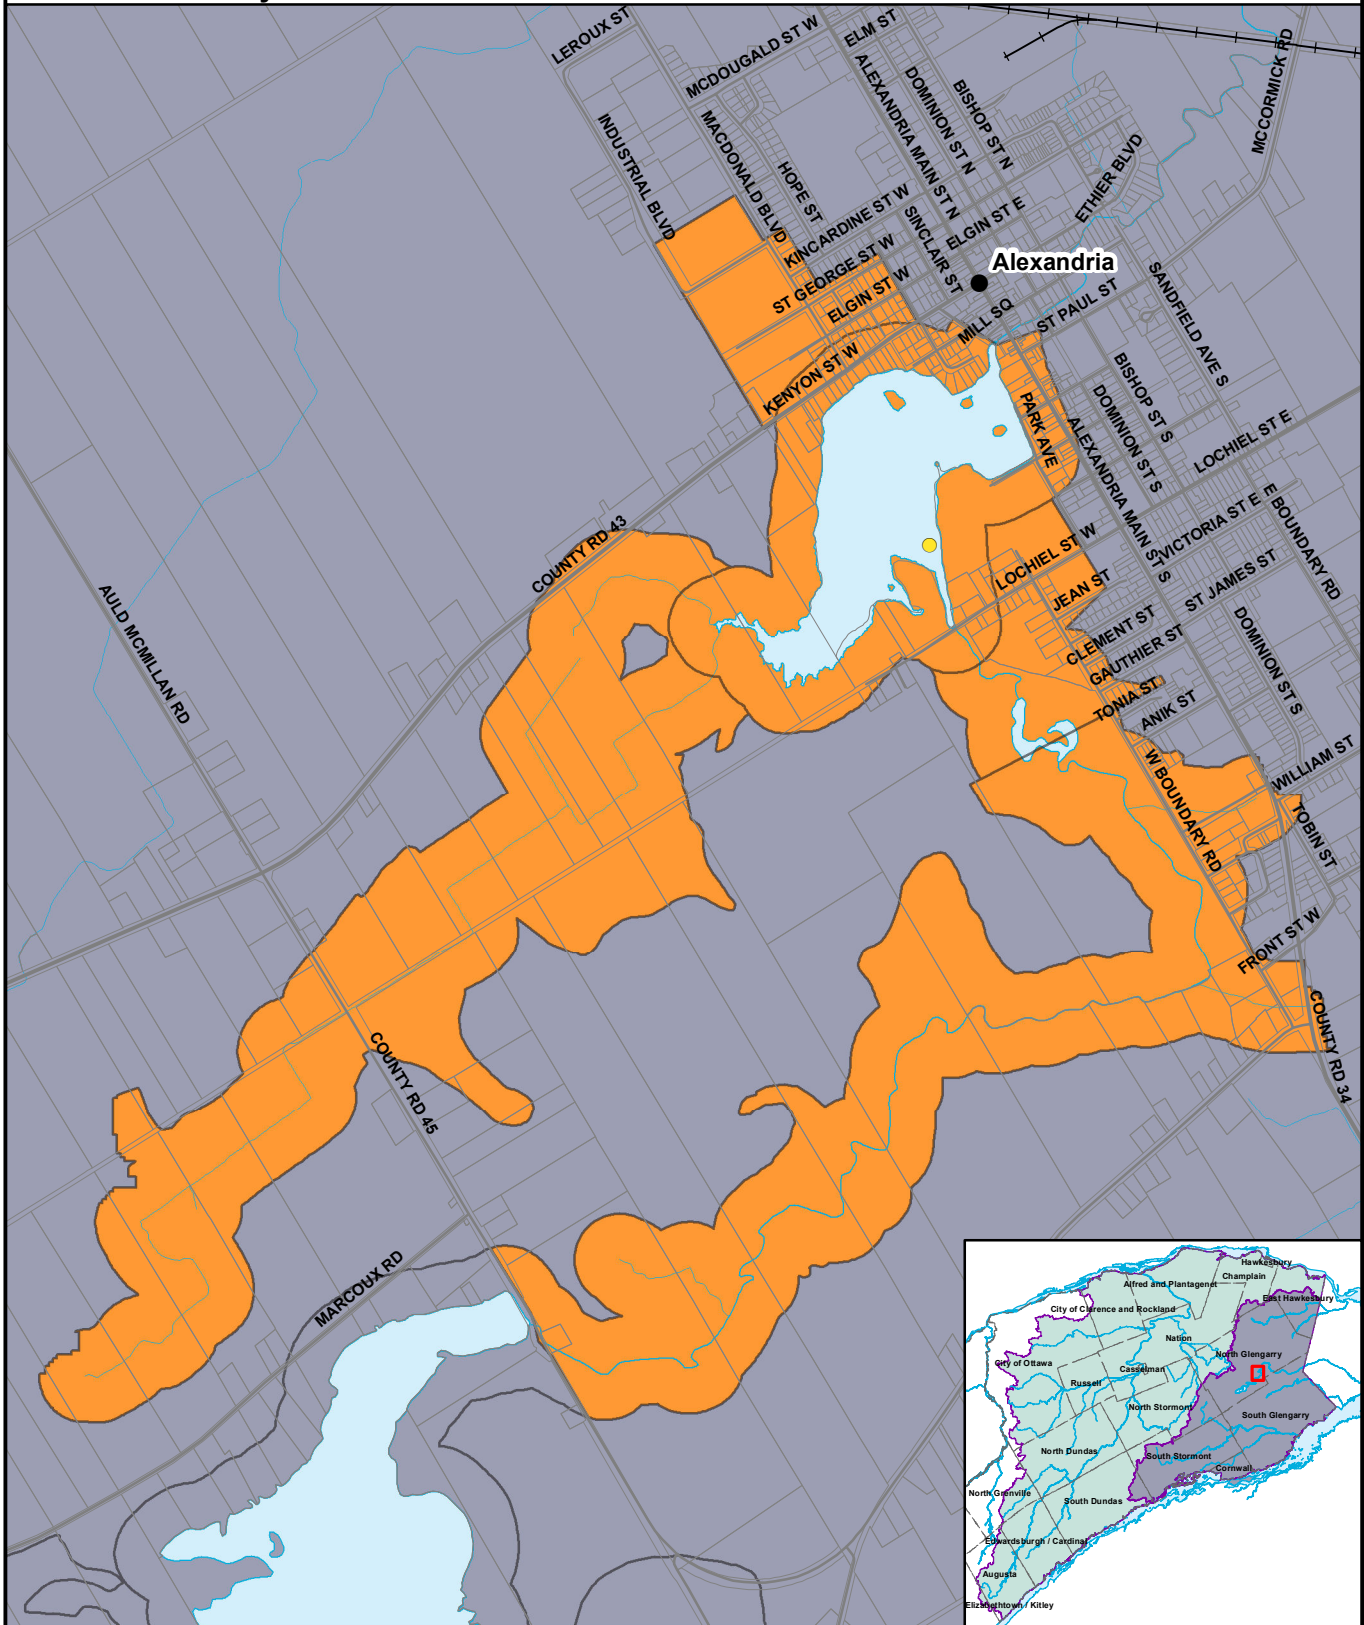 LEROUX ST
MCDOUGALD ST W
ELM ST
MCCORMICK RD
ALEXANDRIA MAIN ST N
DOMINION ST N
BISHOP ST N
INDUSTRIAL BLVD
MACDONALD BLVD
HOPE ST
ETHIER BLVD
KINCARDINE ST W
SINCLAIR ST
ELGIN ST E
ST GEORGE ST W
Alexandria
ELGIN ST W
SANDFIELD AVE S
MILL SQ
ST PAUL ST
KENYON ST W
BISHOP ST S
PARK AVE
DOMINION ST S
ALEXANDRIA MAIN ST S
LOCHIEL ST E
E BOUNDARY RD
VICTORIA ST E
COUNTY RD 43
LOCHIEL ST W
JEAN ST
ST JAMES ST
AULD MCMILLAN RD
CLEMENT ST
GAUTHIER ST
DOMINION ST S
TONIA ST
ANIK ST
W BOUNDARY RD
WILLIAM ST
TOBIN ST
FRONT ST W
COUNTY RD 34
COUNTY RD 45
MARCOUX RD
Hawkesbury
Champlain
Alfred and Plantagenet
East Hawkesbury
City of Clarence and Rockland
Nation
North Glengarry
City of Ottawa
Casselman
Russell
North Stormont
South Glengarry
North Dundas
South Stormont
Cornwall
North Grenville
South Dundas
Edwardsburgh / Cardinal
Augusta
Elizabethtown / Kitley